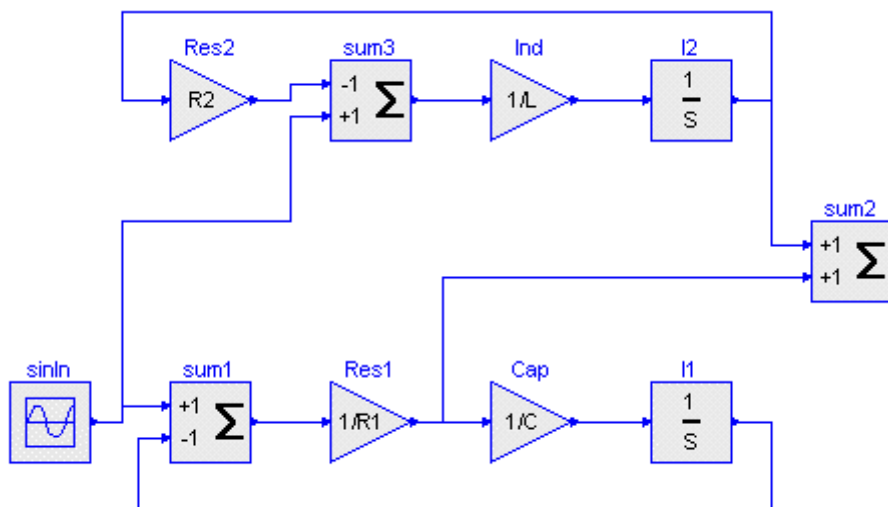 Res2
sum3
Ind
I2
R2
-1
+1
Σ
1/L
1
S
sum2
+1
+1
Σ
sinIn
sum1
Res1
Cap
I1
+1
-1
Σ
1/R1
1/C
1
S